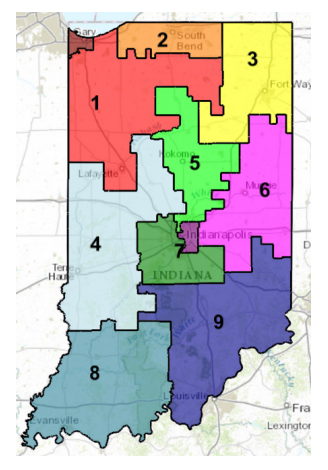 Gary
2
South
Bend
3
Fort Way
1
Kokomo
5
Lafayette
Muncie
6
4
Indianapolis
7
Terre
Haute
INDIANA
9
8
Louisville
Evansville
Kentucky
Fra
Lexington